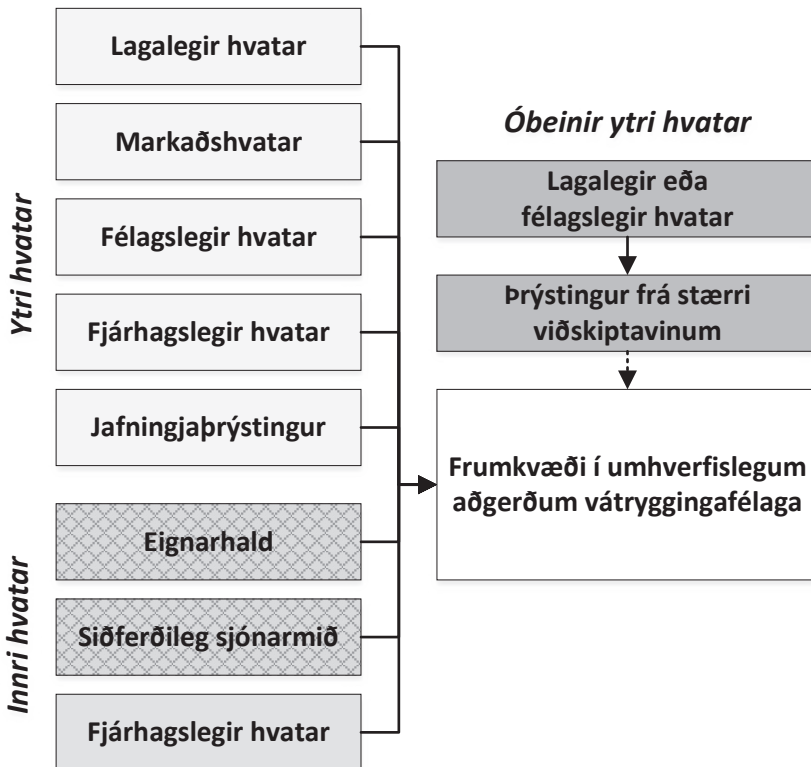 Ytri hvatar
Lagalegir hvatar
Markaðshvatar
Félagslegir hvatar
Fjárhagslegir hvatar
Jafningjaþrýstingur
Innri hvatar
Eignarhald
Siðferðileg sjónarmið
Fjárhagslegir hvatar
Óbeinir ytri hvatar
Lagalegir eða
félagslegir hvatar
Þrýstingur frá stærri
viðskiptavinum
Frumkvæði í umhverfislegum
aðgerðum vátryggingafélaga